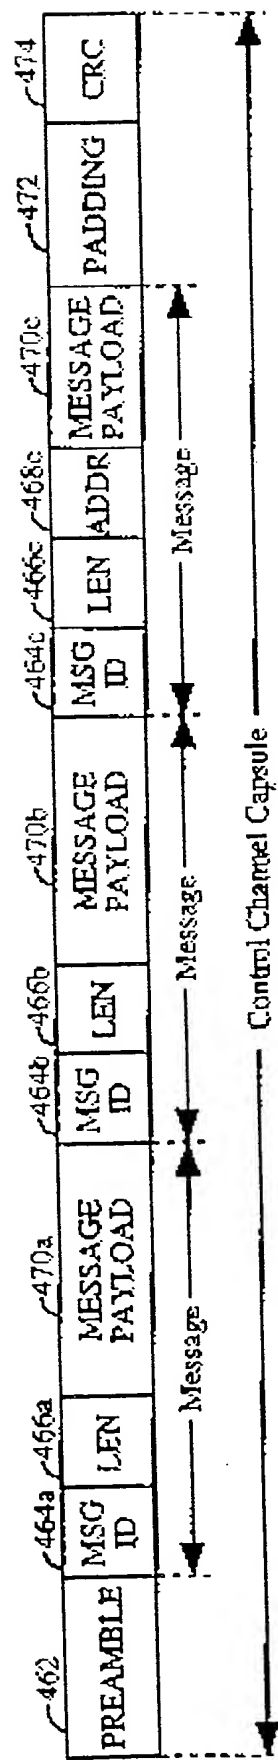 462 464a 466a 470a 464b 466b 470b 464c 466c 468c 470c 472 474
PREAMBLE MSG ID LEN MESSAGE PAYLOAD MSG ID LEN MESSAGE PAYLOAD MSG ID LEN ADDR MESSAGE PAYLOAD PADDING CRC
Message Message Message
Control Channel Capsule